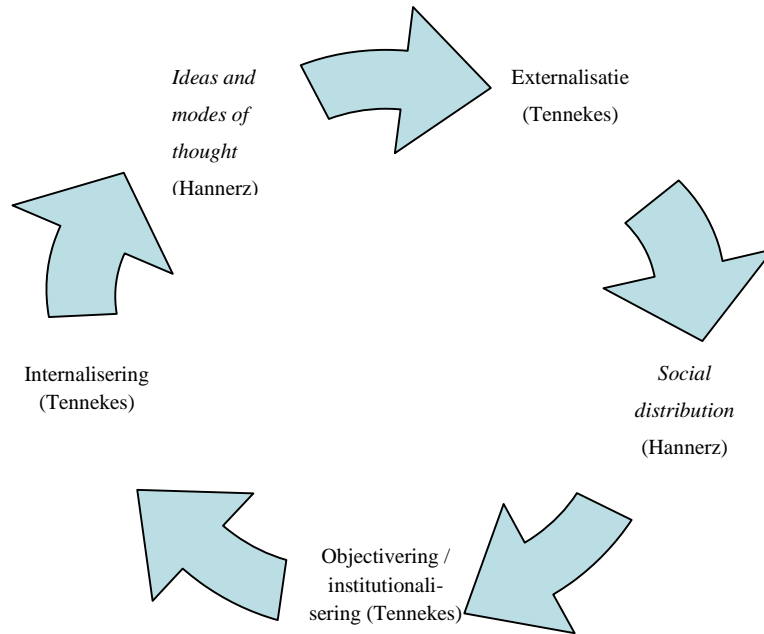 Ideas and
modes of
thought
(Hannerz)
Externalisatie
(Tennekes)
Social
distribution
(Hannerz)
Objectivering /
institutionali-
sering (Tennekes)
Internalisering
(Tennekes)